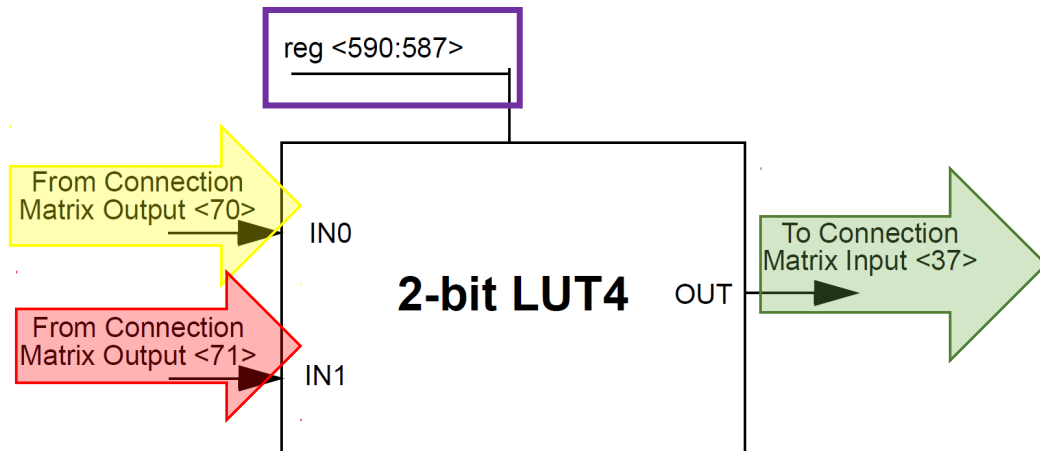 reg <590:587>
From Connection
Matrix Output <70>
IN0
From Connection
Matrix Output <71>
IN1
2-bit LUT4
OUT
To Connection
Matrix Input <37>